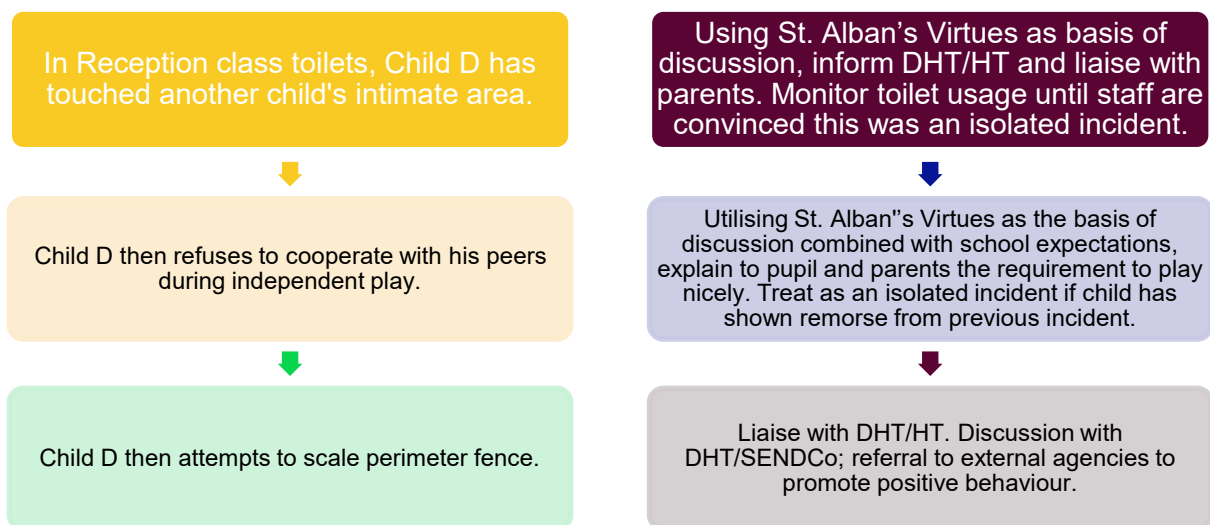 In Reception class toilets, Child D has
touched another child's intimate area.
Using St. Alban’s Virtues as basis of
discussion, inform DHT/HT and liaise with
parents. Monitor toilet usage until staff are
convinced this was an isolated incident.
Child D then refuses to cooperate with his peers
during independent play.
Utilising St. Alban"s Virtues as the basis of
discussion combined with school expectations,
explain to pupil and parents the requirement to play
nicely. Treat as an isolated incident if child has
shown remorse from previous incident.
Child D then attempts to scale perimeter fence.
Liaise with DHT/HT. Discussion with
DHT/SENDCo; referral to external agencies to
promote positive behaviour.